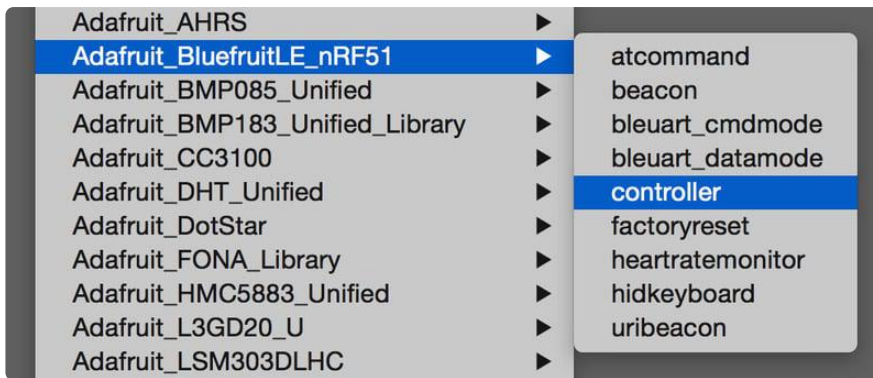 Adafruit_AHRS
Adafruit_BluefruitLE_nRF51
Adafruit_BMP085_Unified
Adafruit_BMP183_Unified_Library
Adafruit_CC3100
Adafruit_DHT_Unified
Adafruit_DotStar
Adafruit_FONA_Library
Adafruit_HMC5883_Unified
Adafruit_L3GD20_U
Adafruit_LSM303DLHC
atcommand
beacon
bleuart_cmdmode
bleuart_datamode
controller
factoryreset
heartratemonitor
hidkeyboard
uribeacon